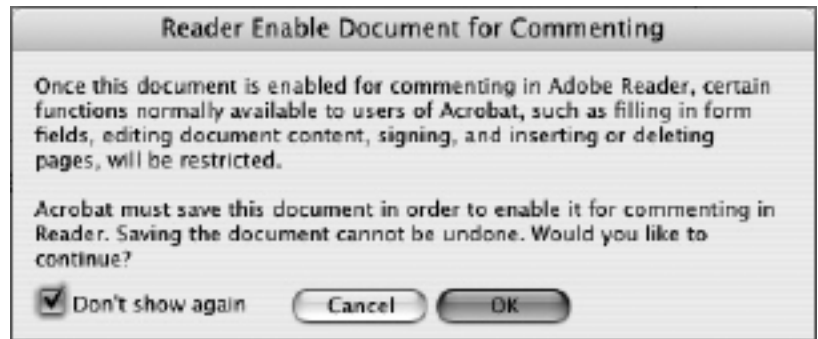 Reader Enable Document for Commenting
Once this document is enabled for commenting in Adobe Reader, certain
functions normally available to users of Acrobat, such as filling in form
fields, editing document content, signing, and inserting or deleting
pages, will be restricted.
Acrobat must save this document in order to enable it for commenting in
Reader. Saving the document cannot be undone. Would you like to
continue?
Don't show again Cancel OK